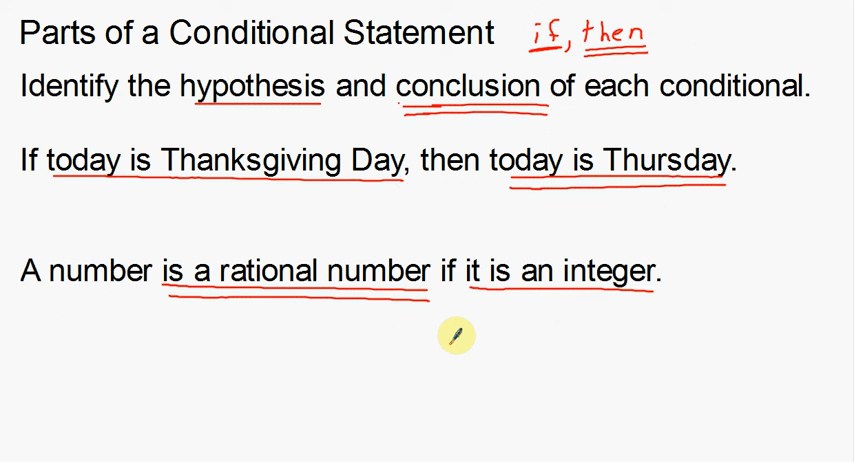 Parts of a Conditional Statement if, then
Identify the hypothesis and conclusion of each conditional.
If today is Thanksgiving Day, then today is Thursday.
A number is a rational number if it is an integer.